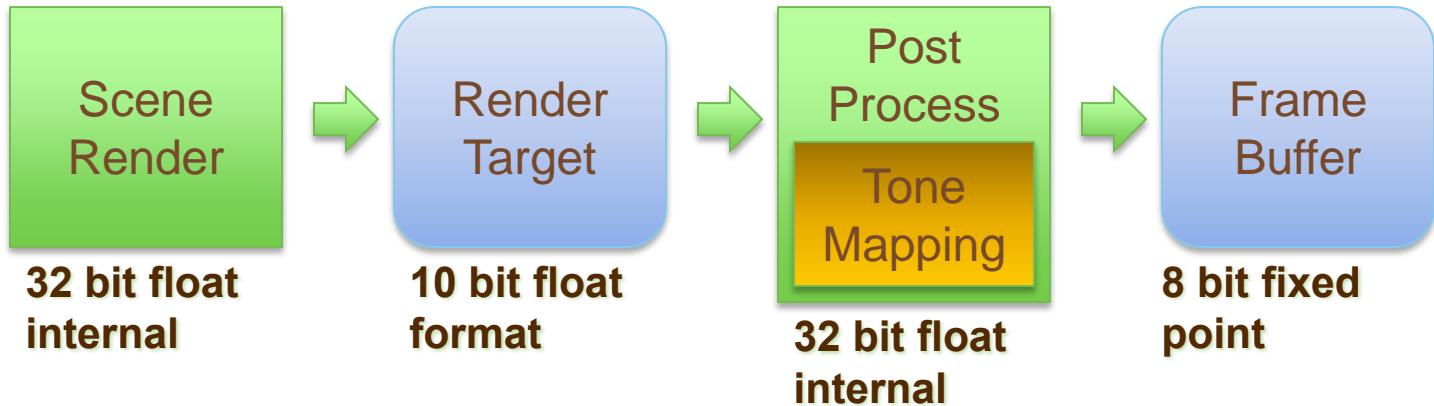 Scene
Render
32 bit float
internal
Render
Target
10 bit float
format
Post
Process
Tone
Mapping
32 bit float
internal
Frame
Buffer
8 bit fixed
point